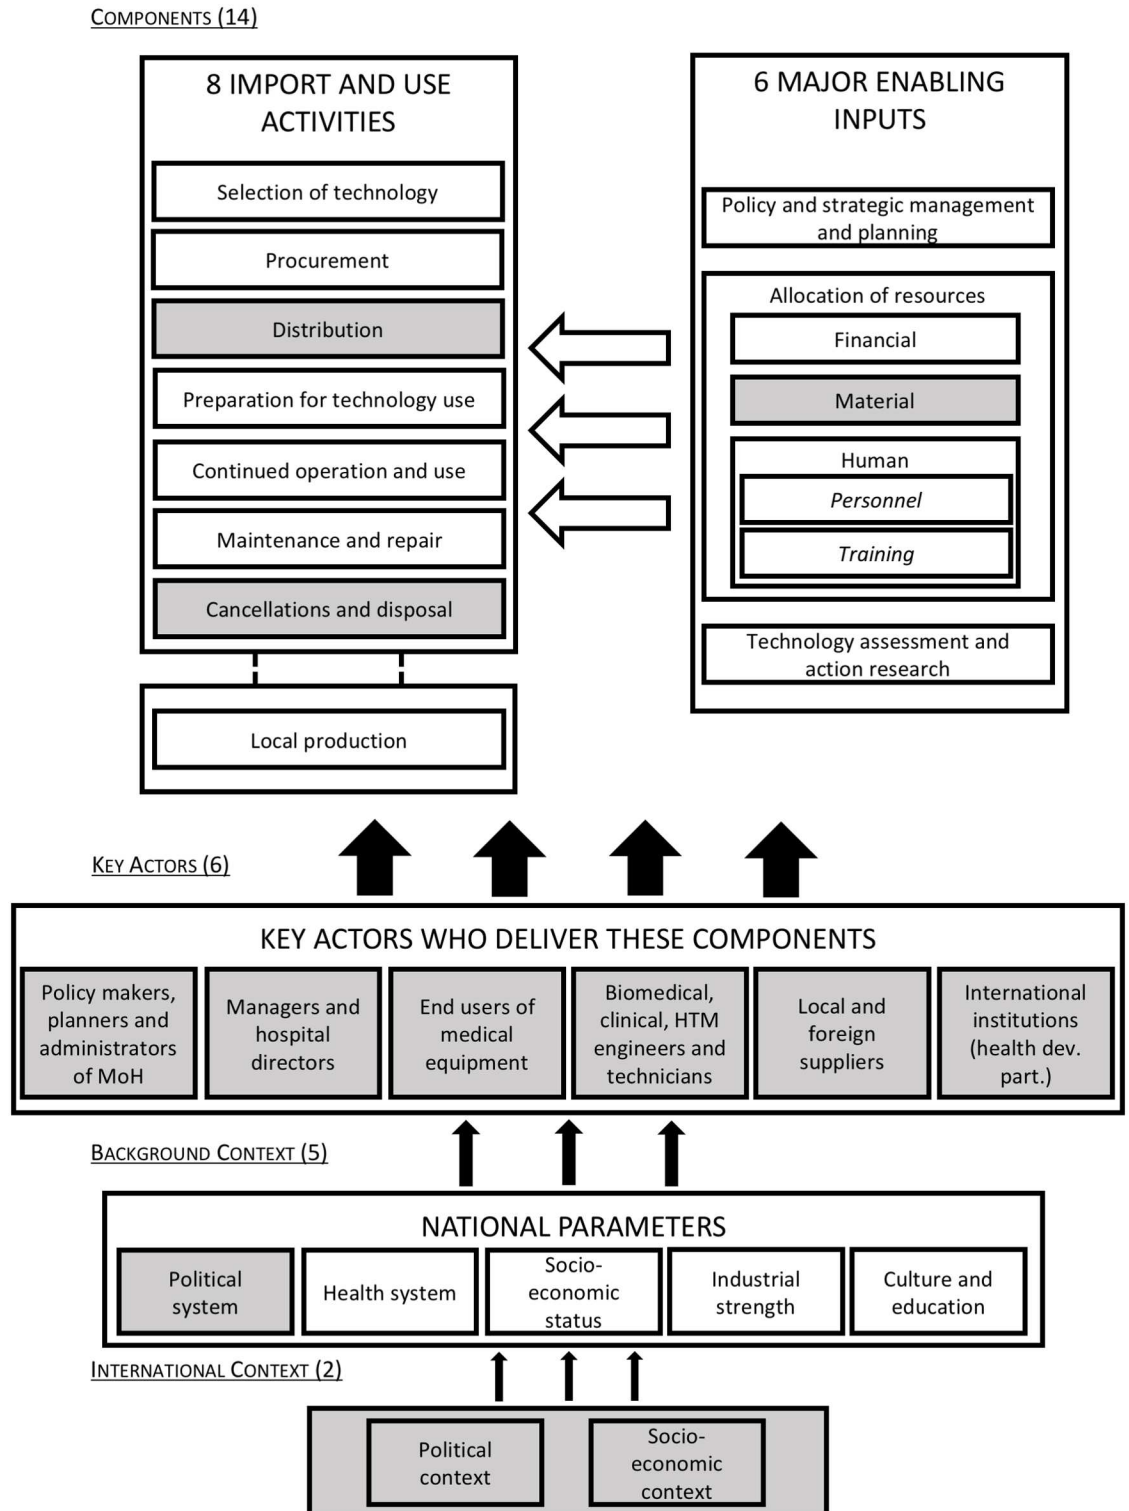 COMPONENTS (14)
8 IMPORT AND USE
ACTIVITIES
Selection of technology
Procurement
Distribution
Preparation for technology use
Continued operation and use
Maintenance and repair
Cancellations and disposal
Local production
6 MAJOR ENABLING
INPUTS
Policy and strategic management
and planning
Allocation of resources
Financial
Material
Human
Personnel
Training
Technology assessment and
action research
KEY ACTORS (6)
KEY ACTORS WHO DELIVER THESE COMPONENTS
Policy makers,
planners and
administrators
of MoH
Managers and
hospital
directors
End users of
medical
equipment
Biomedical,
clinical, HTM
engineers and
technicians
Local and
foreign
suppliers
International
institutions
(health dev.
part.)
BACKGROUND CONTEXT (5)
NATIONAL PARAMETERS
Political
system
Health system
Socio-
economic
status
Industrial
strength
Culture and
education
INTERNATIONAL CONTEXT (2)
Political
context
Socio-
economic
context